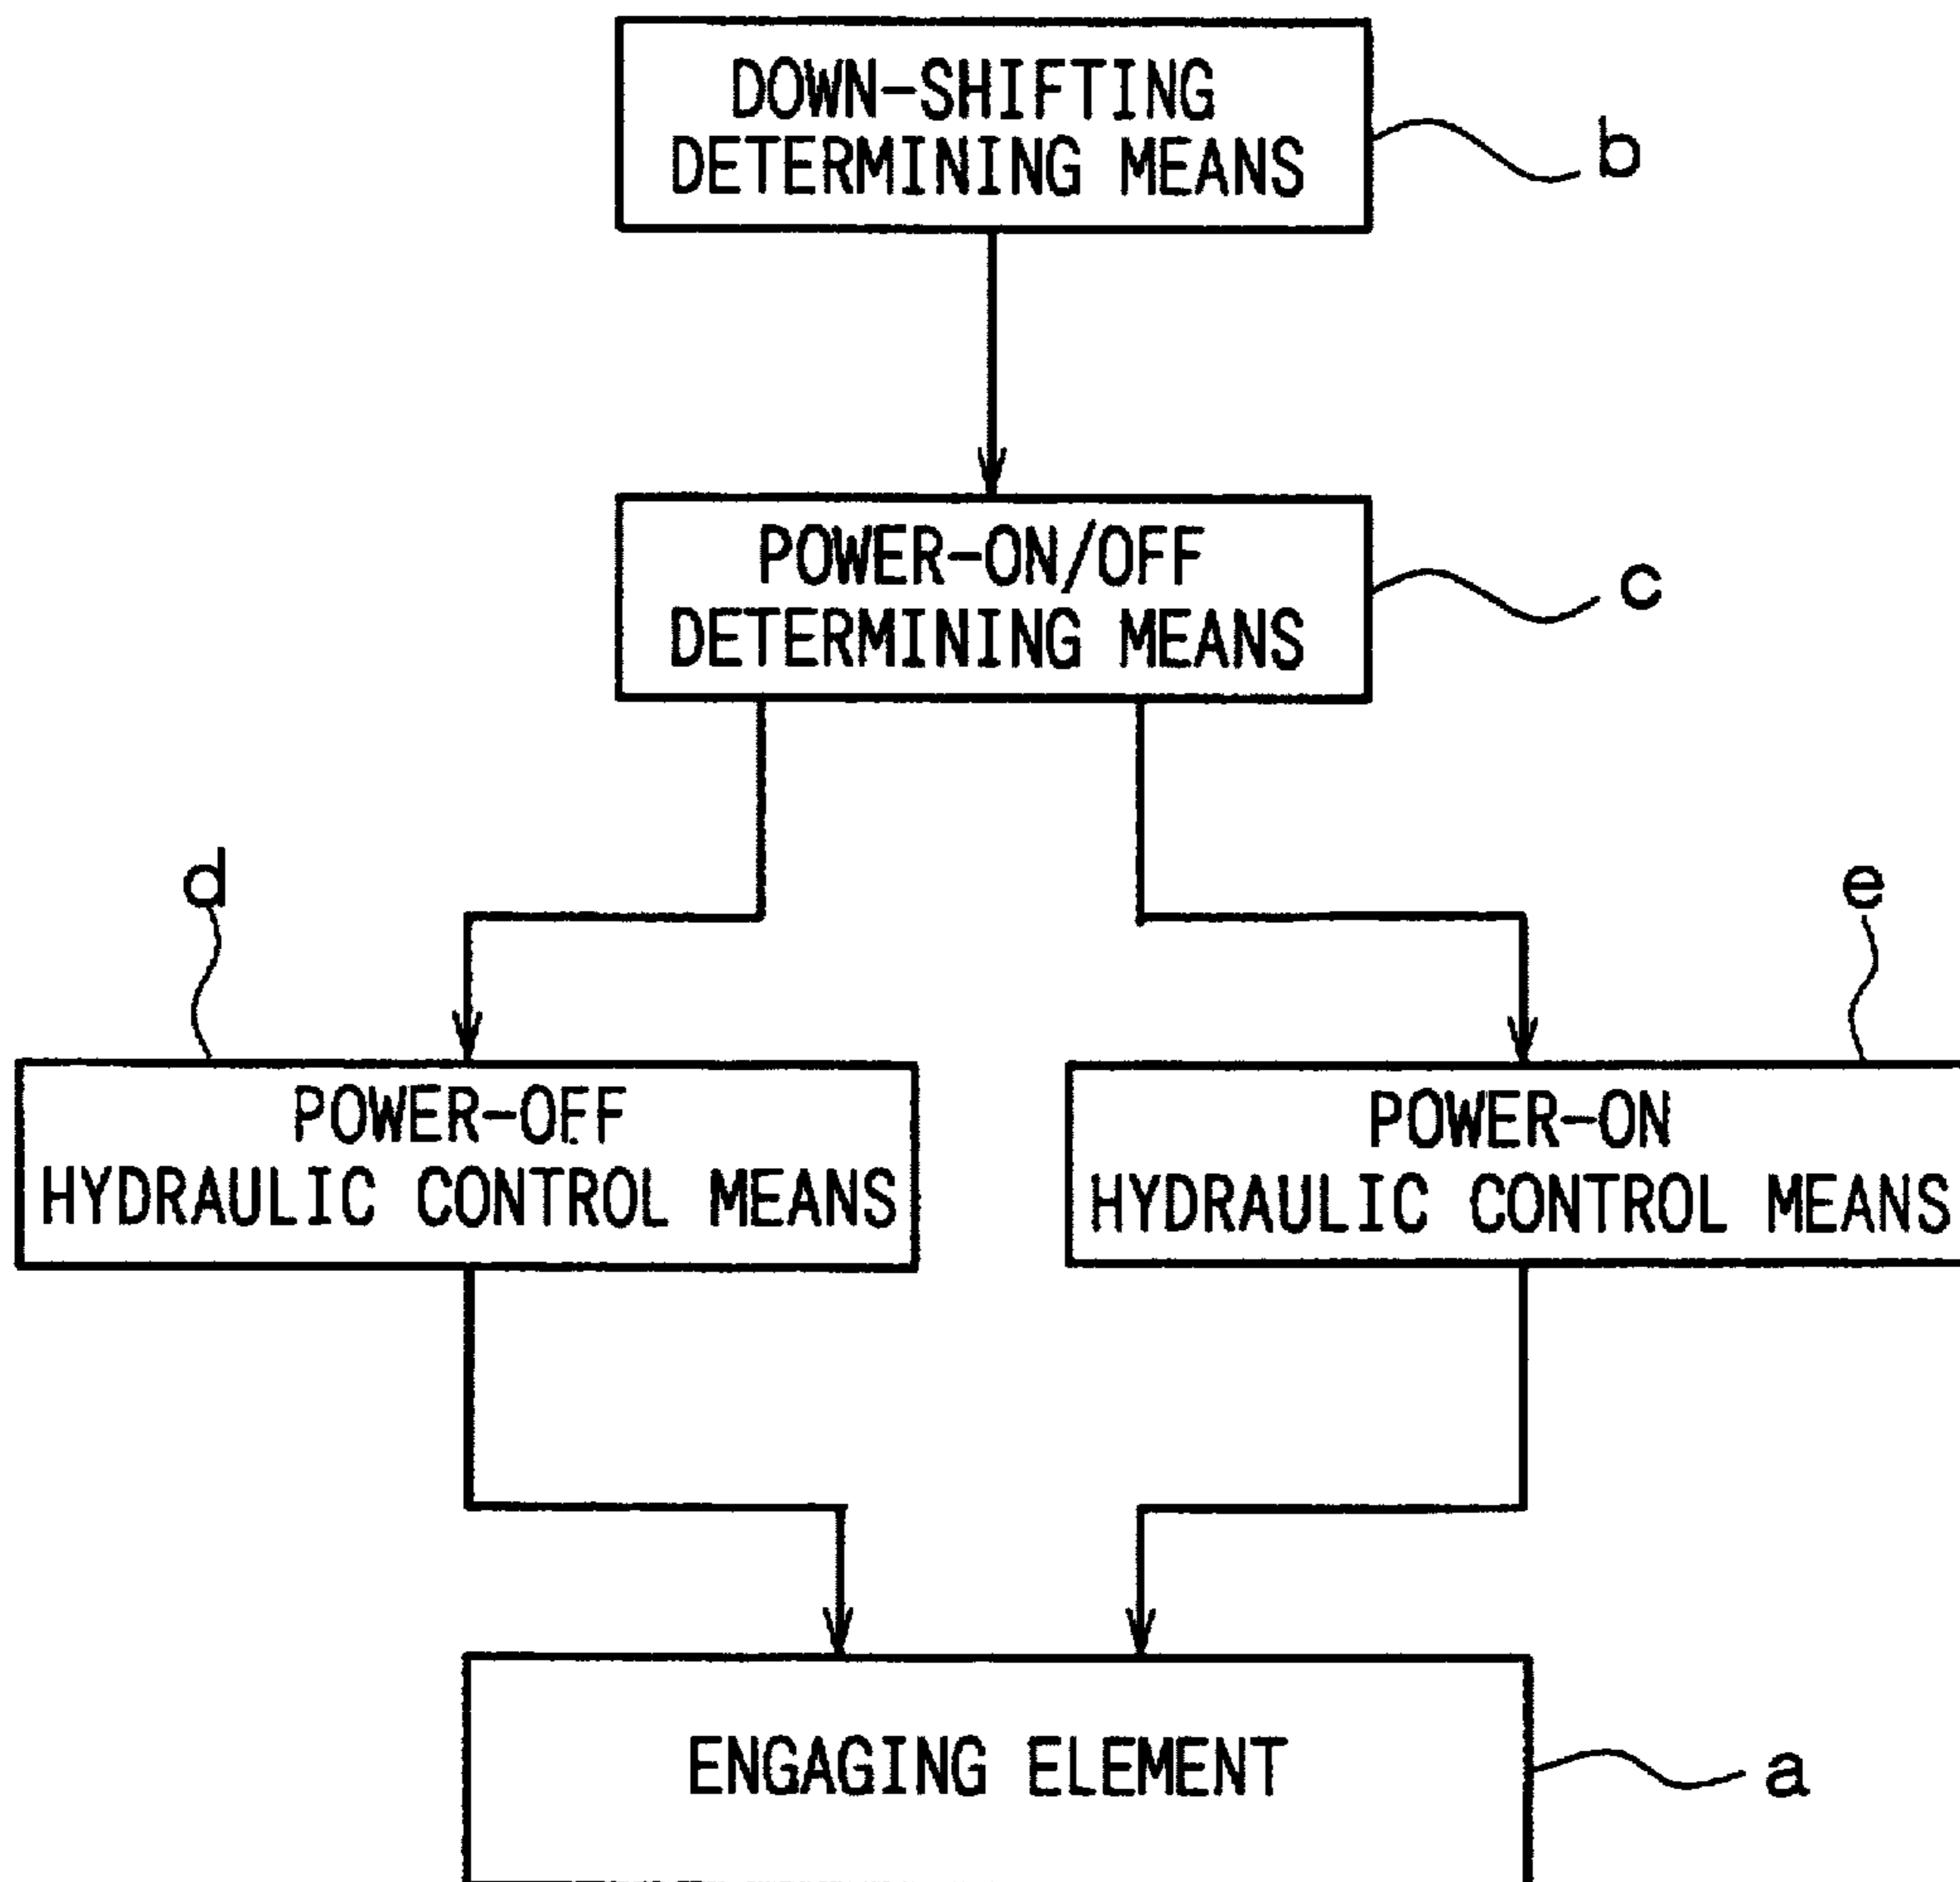 DOWN-SHIFTING
DETERMINING MEANS
b
POWER-ON/OFF
DETERMINING MEANS
c
d
e
POWER-OFF
HYDRAULIC CONTROL MEANS
POWER-ON
HYDRAULIC CONTROL MEANS
ENGAGING ELEMENT
a